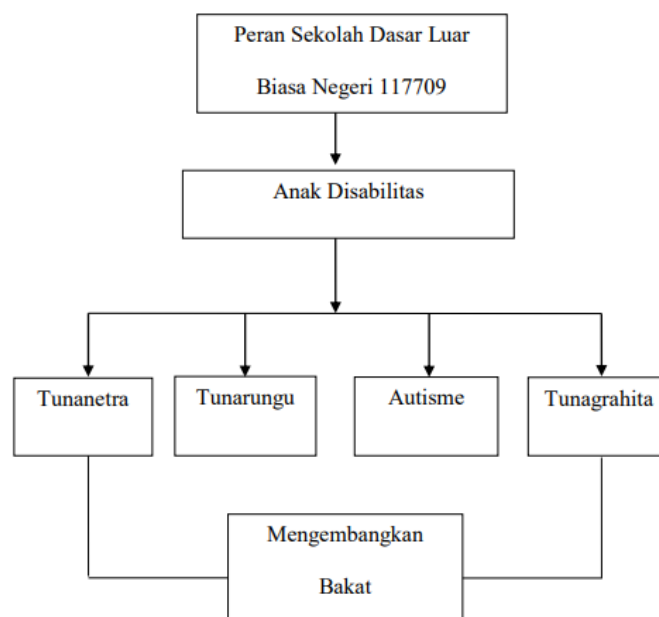 Peran Sekolah Dasar Luar
Biasa Negeri 117709
Anak Disabilitas
Tunanetra
Tunarungu
Autisme
Tunagrahita
Mengembangkan
Bakat